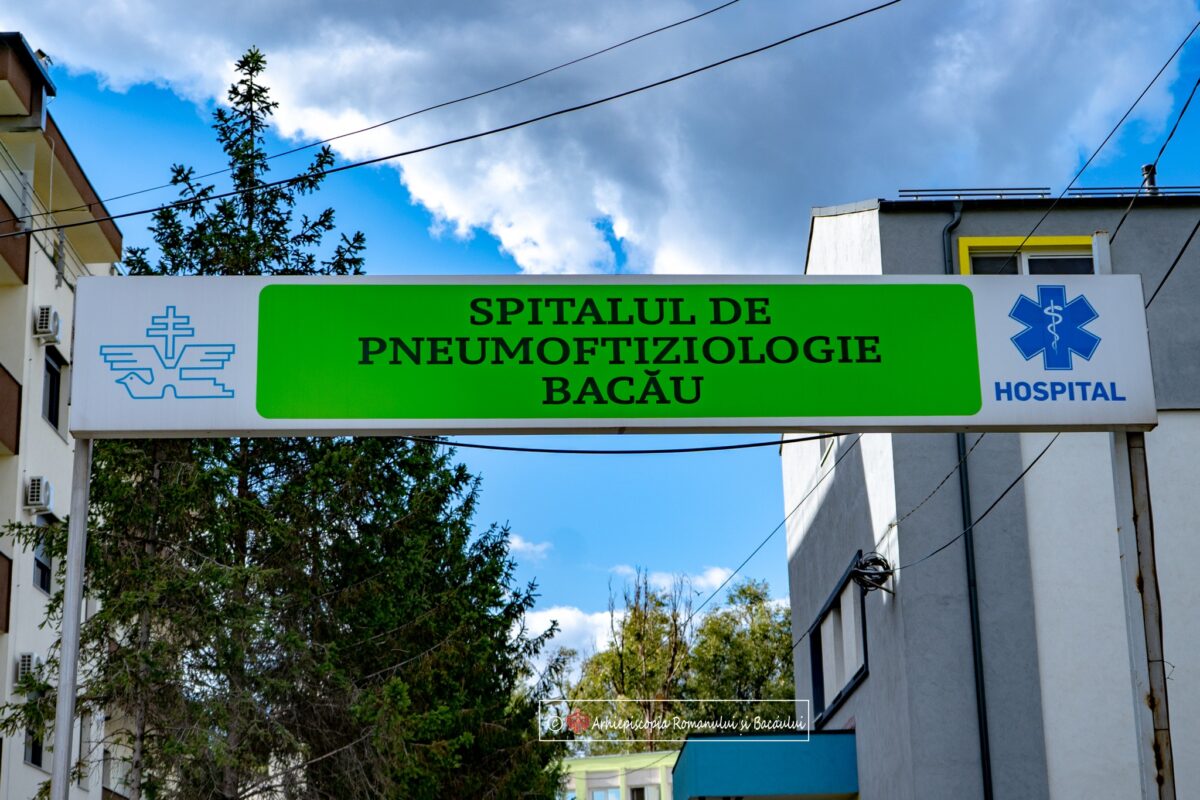 SPITALUL DE
PNEUMOFTIZIOLOGIE
BACĂU
HOSPITAL
© Arhiepiscopia Romanului și Bacăului